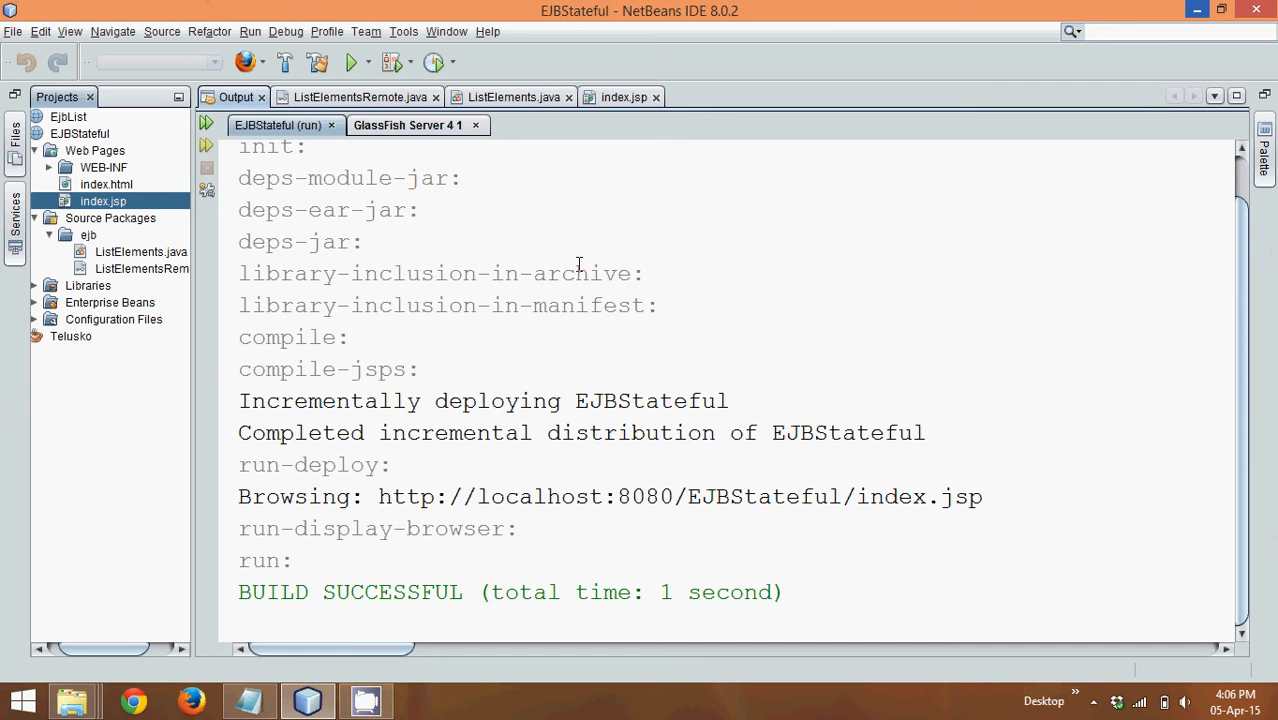 EJBStateful - NetBeans IDE 8.0.2
File Edit View Navigate Source Refactor Run Debug Profile Team Tools Window Help
Projects
Output
ListElementsRemote.java
ListElements.java
index.jsp
EjbList
EJBStateful
Web Pages
WEB-INF
index.html
index.jsp
Source Packages
ejb
ListElements.java
ListElementsRem
Libraries
Enterprise Beans
Configuration Files
Telusko
Files
Services
EJBStateful (run)
GlassFish Server 4 1
init:
deps-module-jar:
deps-ear-jar:
deps-jar:
library-inclusion-in-archive:
library-inclusion-in-manifest:
compile:
compile-jsps:
Incrementally deploying EJBStateful
Completed incremental distribution of EJBStateful
run-deploy:
Browsing: http://localhost:8080/EJBStateful/index.jsp
run-display-browser:
run:
BUILD SUCCESSFUL (total time: 1 second)
Palette
Desktop
4:06 PM
05-Apr-15